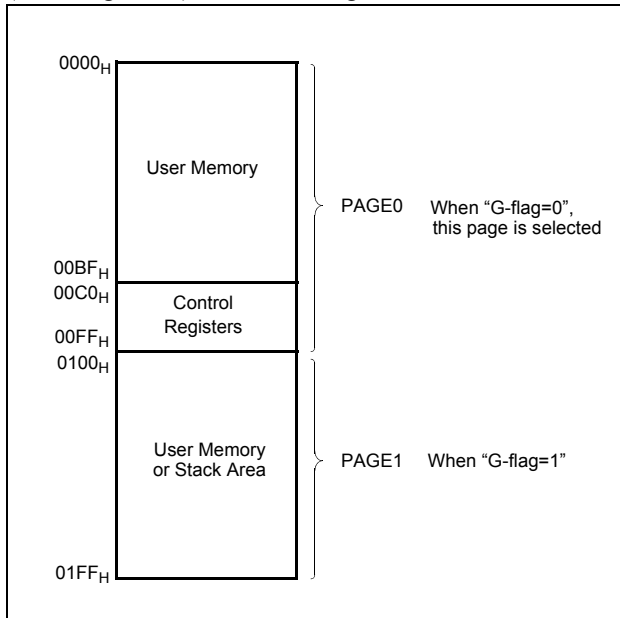 0000H
User Memory
PAGE0
When “G-flag=0”,
this page is selected
00BFH
00C0H
Control
Registers
00FFH
0100H
User Memory
or Stack Area
PAGE1
When “G-flag=1”
01FFH